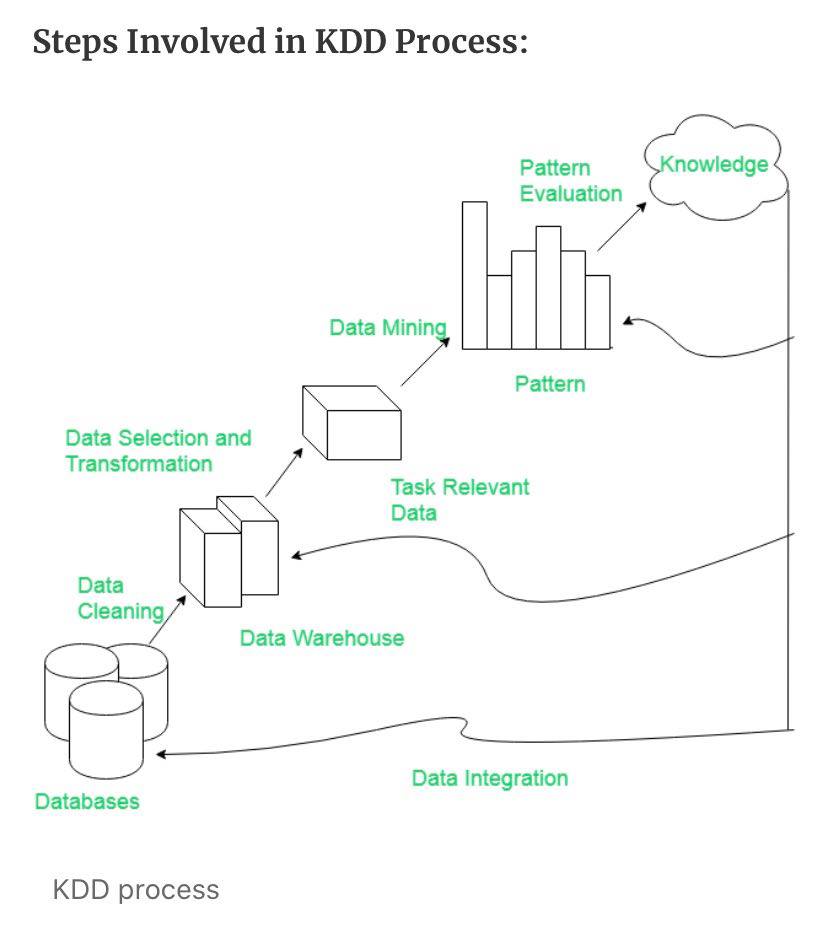 Steps Involved in KDD Process:
Knowledge
Pattern
Evaluation
Data Mining
Pattern
Data Selection and
Transformation
Task Relevant
Data
Data
Cleaning
Data Warehouse
Data Integration
Databases
KDD process